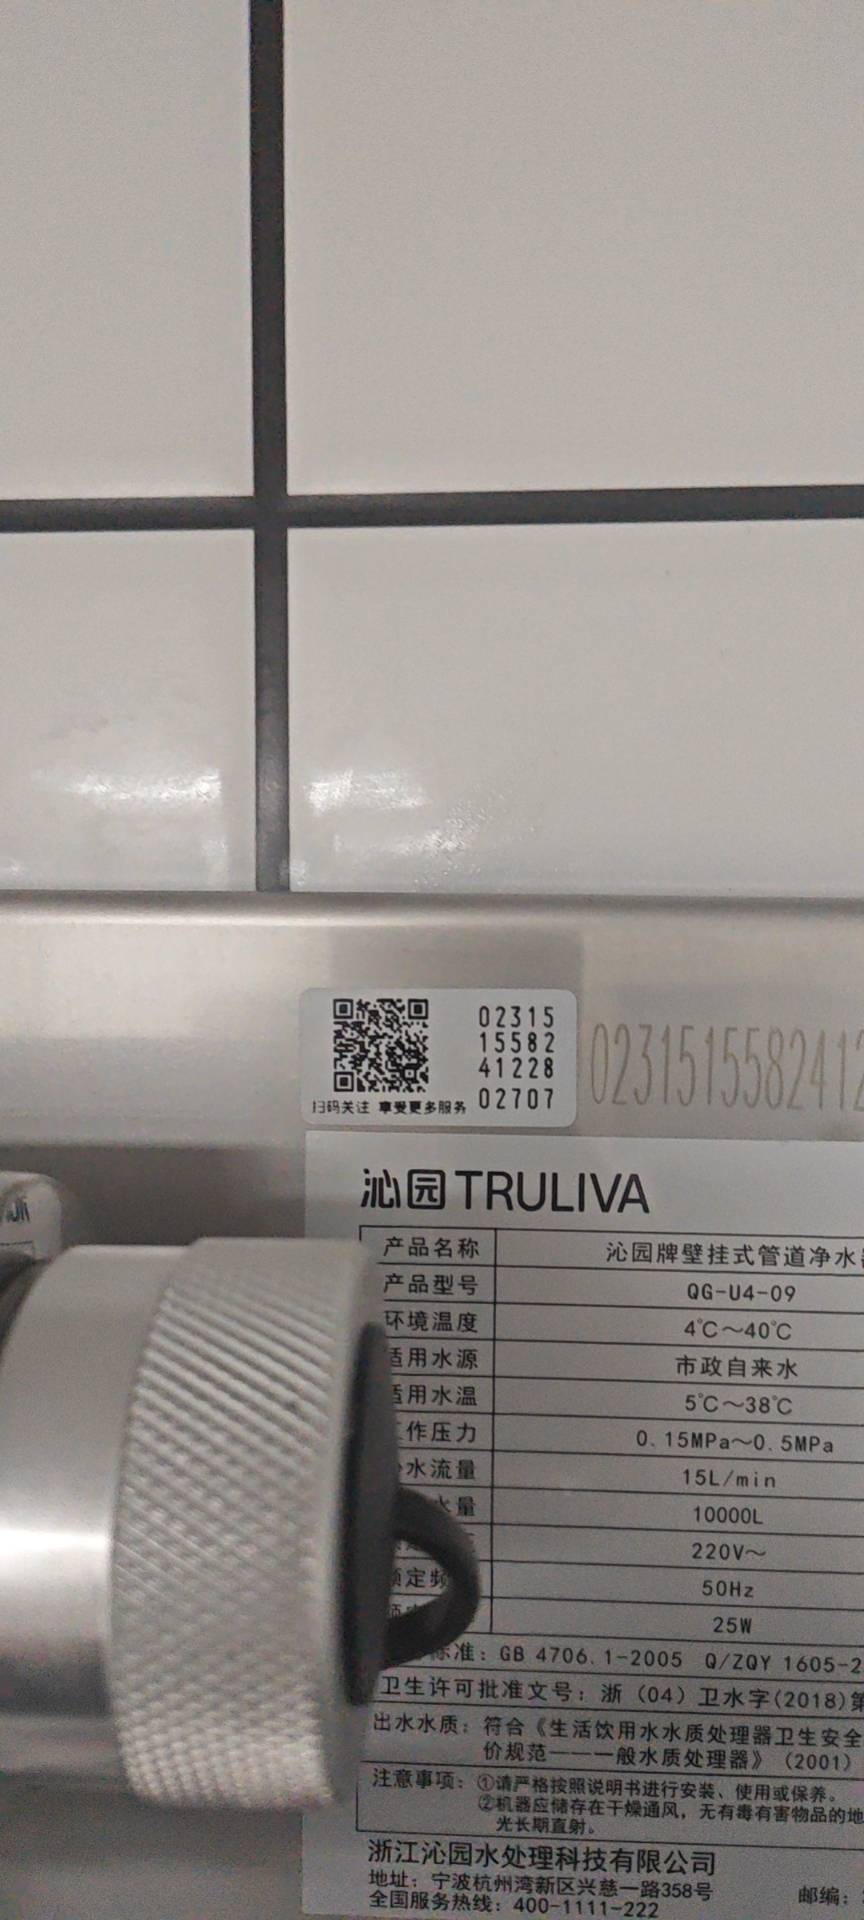 02315
15582
41228
02707
扫码关注 享受更多服务
023151558241
沁园 TRULIVA
产品名称 沁园牌壁挂式管道净水
产品型号 QG-U4-09
环境温度 4℃～40℃
适用水源 市政自来水
适用水温 5℃～38℃
作压力 0.15MPa～0.5MPa
水流量 15L/min
水量 10000L
220V～
额定频 50Hz
25W
标准：GB 4706.1-2005 Q/ZQY 1605-2
卫生许可批准文号：浙（04）卫水字(2018)第
出水水质：符合《生活饮用水水质处理器卫生安全
价规范———一般水质处理器》（2001）
注意事项：①请严格按照说明书进行安装、使用或保养。
②机器应储存在干燥通风，无有毒有害物品的地
光长期直射。
浙江沁园水处理科技有限公司
地址：宁波杭州湾新区兴慈一路358号
邮编：
全国服务热线：400-1111-222